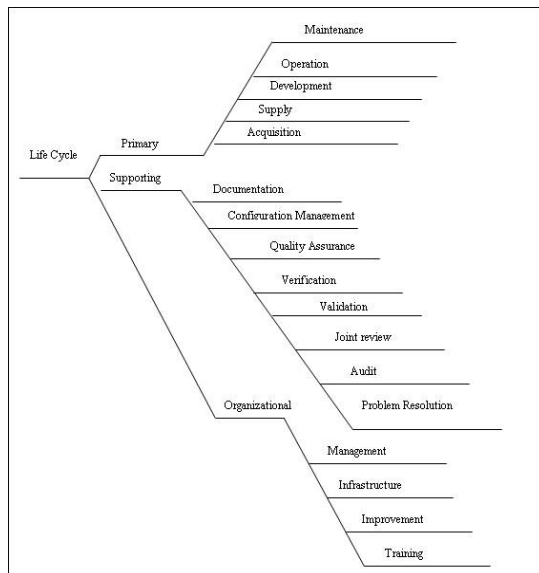 Maintenance
Operation
Development
Supply
Acquisition
Life Cycle
Primary
Supporting
Documentation
Configuration Management
Quality Assurance
Verification
Validation
Joint review
Audit
Problem Resolution
Organizational
Management
Infrastructure
Improvement
Training